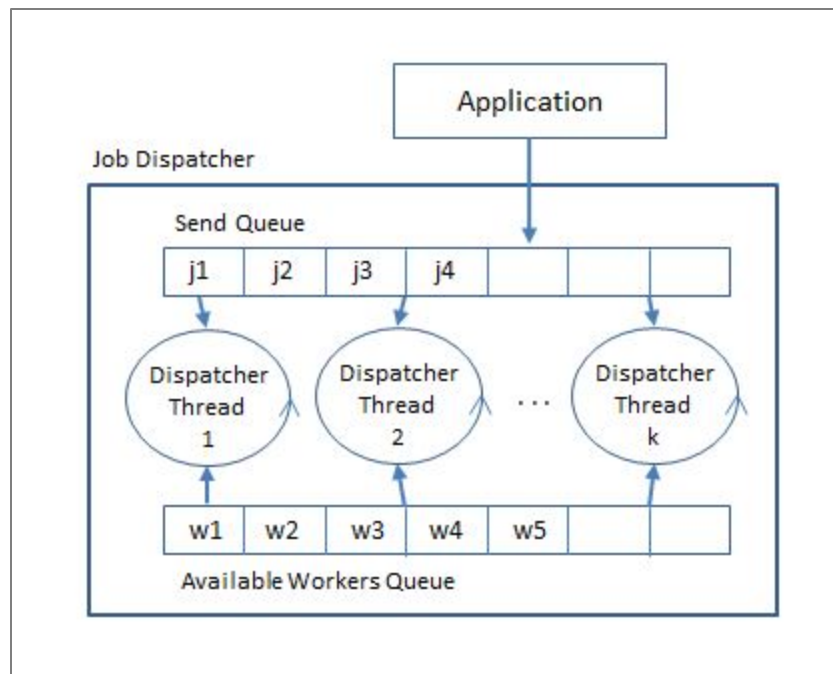 Application
Job Dispatcher
Send Queue
j1 j2 j3 j4
Dispatcher
Thread
1
Dispatcher
Thread
2
...
Dispatcher
Thread
k
w1 w2 w3 w4 w5
Available Workers Queue